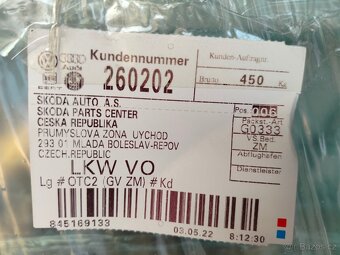 Kundennummer
260202
Kunden-Auftragnr.
Brutto 450 Kg
SEAT
SKODA AUTO A.S.
SKODA PARTS CENTER
CESKA REPUBLIKA
PRUMYSLOVA ZONA UYCHOD
293 01 MLADA BOLESLAV-REPOV
CZECH.REPUBLIC
Pos. 006
Packst.-Art
G0333
VS.Bed.
ZM
Abflughafen
Dienstleister
LKW VO
Lg # OTC2 (GV ZM) # Kd
845169133
03.05.22
8:12:30